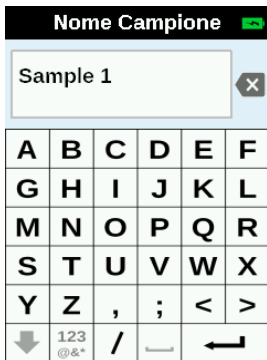 Nome Campione
Sample 1
A B C D E F
G H I J K L
M N O P Q R
S T U V W X
Y Z , ; < >
123 /
@&*